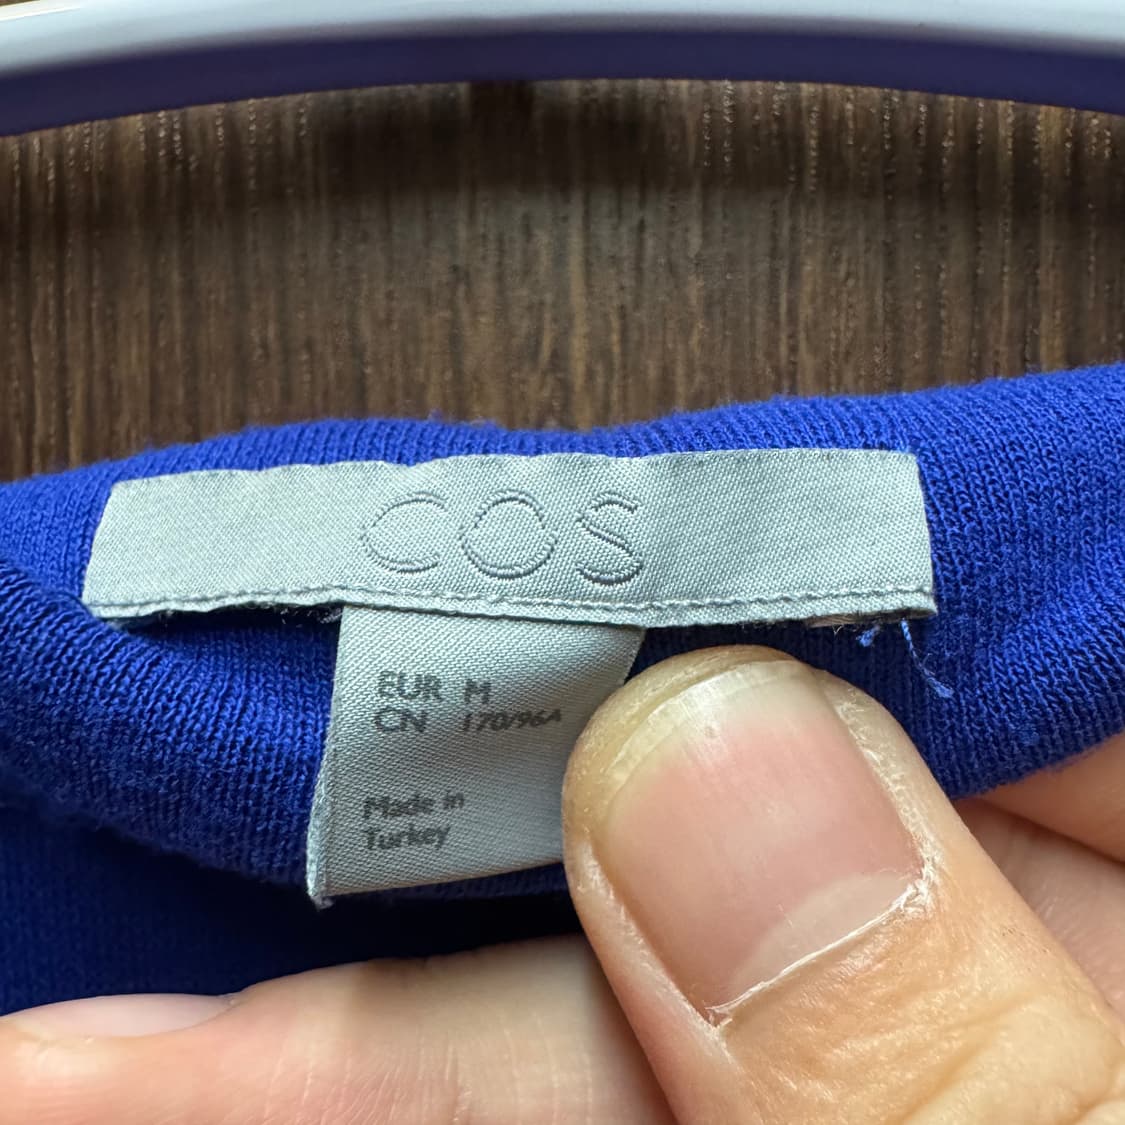 COS
EUR M
CN 170/96A
Made in
Turkey